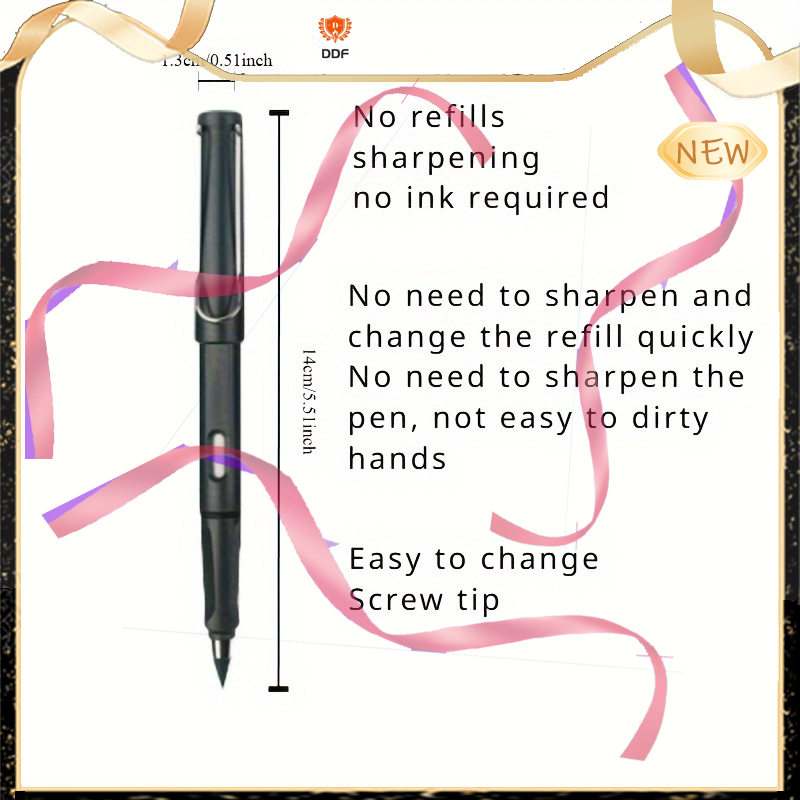 DDF
1.3cm/0.51inch
No refills
sharpening
no ink required
NEW
No need to sharpen and
change the refill quickly
No need to sharpen the
pen, not easy to dirty
hands
14cm/5.51inch
Easy to change
Screw tip